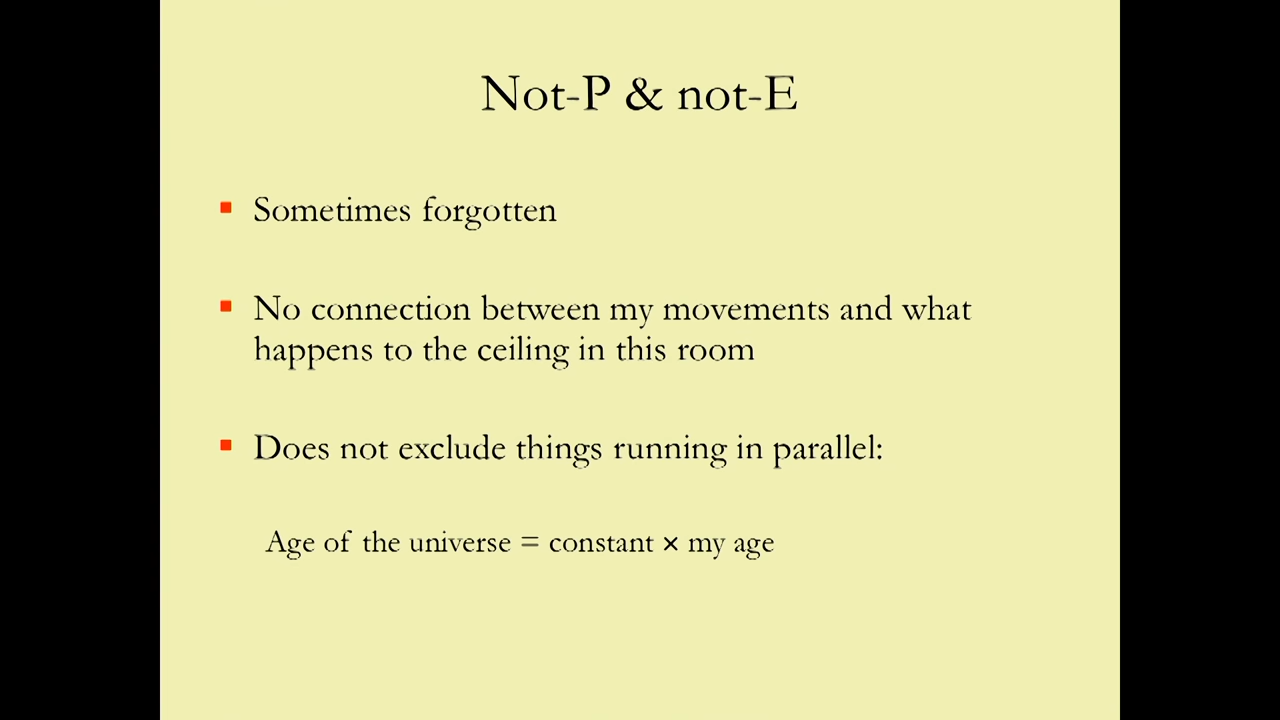 Not-P & not-E
Sometimes forgotten
No connection between my movements and what
happens to the ceiling in this room
Does not exclude things running in parallel:
Age of the universe = constant × my age